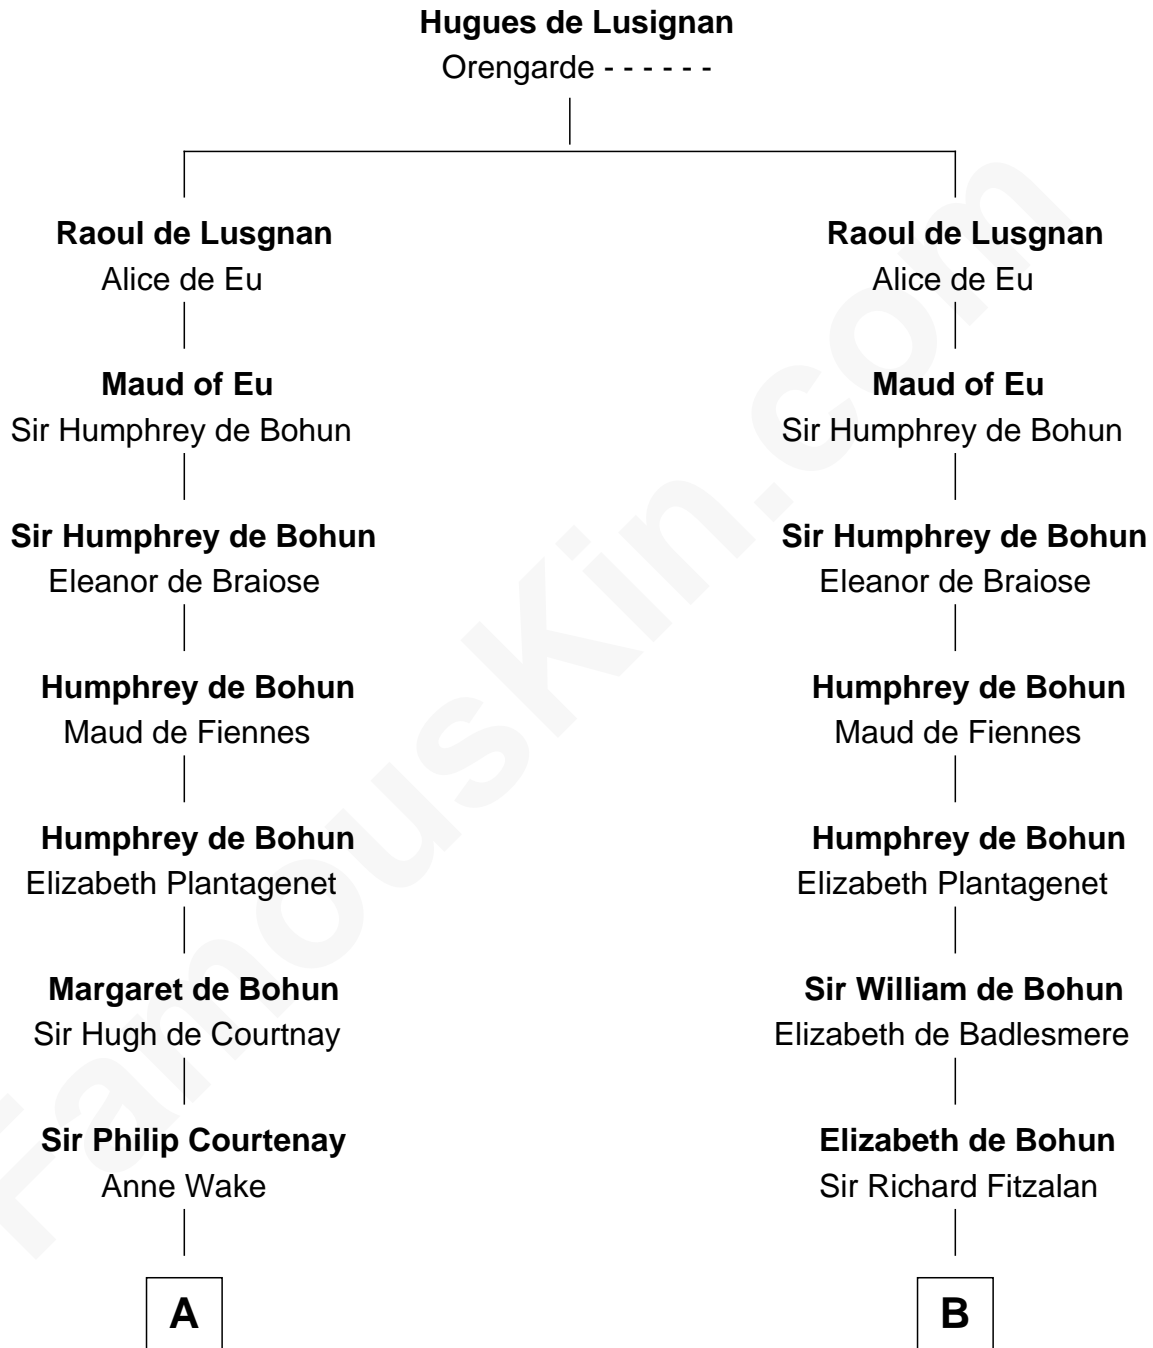 Hugues de Lusignan
Orengarde - - - - - -
Raoul de Lusgnan
Alice de Eu
Maud of Eu
Sir Humphrey de Bohun
Sir Humphrey de Bohun
Eleanor de Braiose
Humphrey de Bohun
Maud de Fiennes
Humphrey de Bohun
Elizabeth Plantagenet
Margaret de Bohun
Sir Hugh de Courtnay
Sir Philip Courtenay
Anne Wake
A
Raoul de Lusgnan
Alice de Eu
Maud of Eu
Sir Humphrey de Bohun
Sir Humphrey de Bohun
Eleanor de Braiose
Humphrey de Bohun
Maud de Fiennes
Humphrey de Bohun
Elizabeth Plantagenet
Sir William de Bohun
Elizabeth de Badlesmere
Elizabeth de Bohun
Sir Richard Fitzalan
B
FamousKin.com